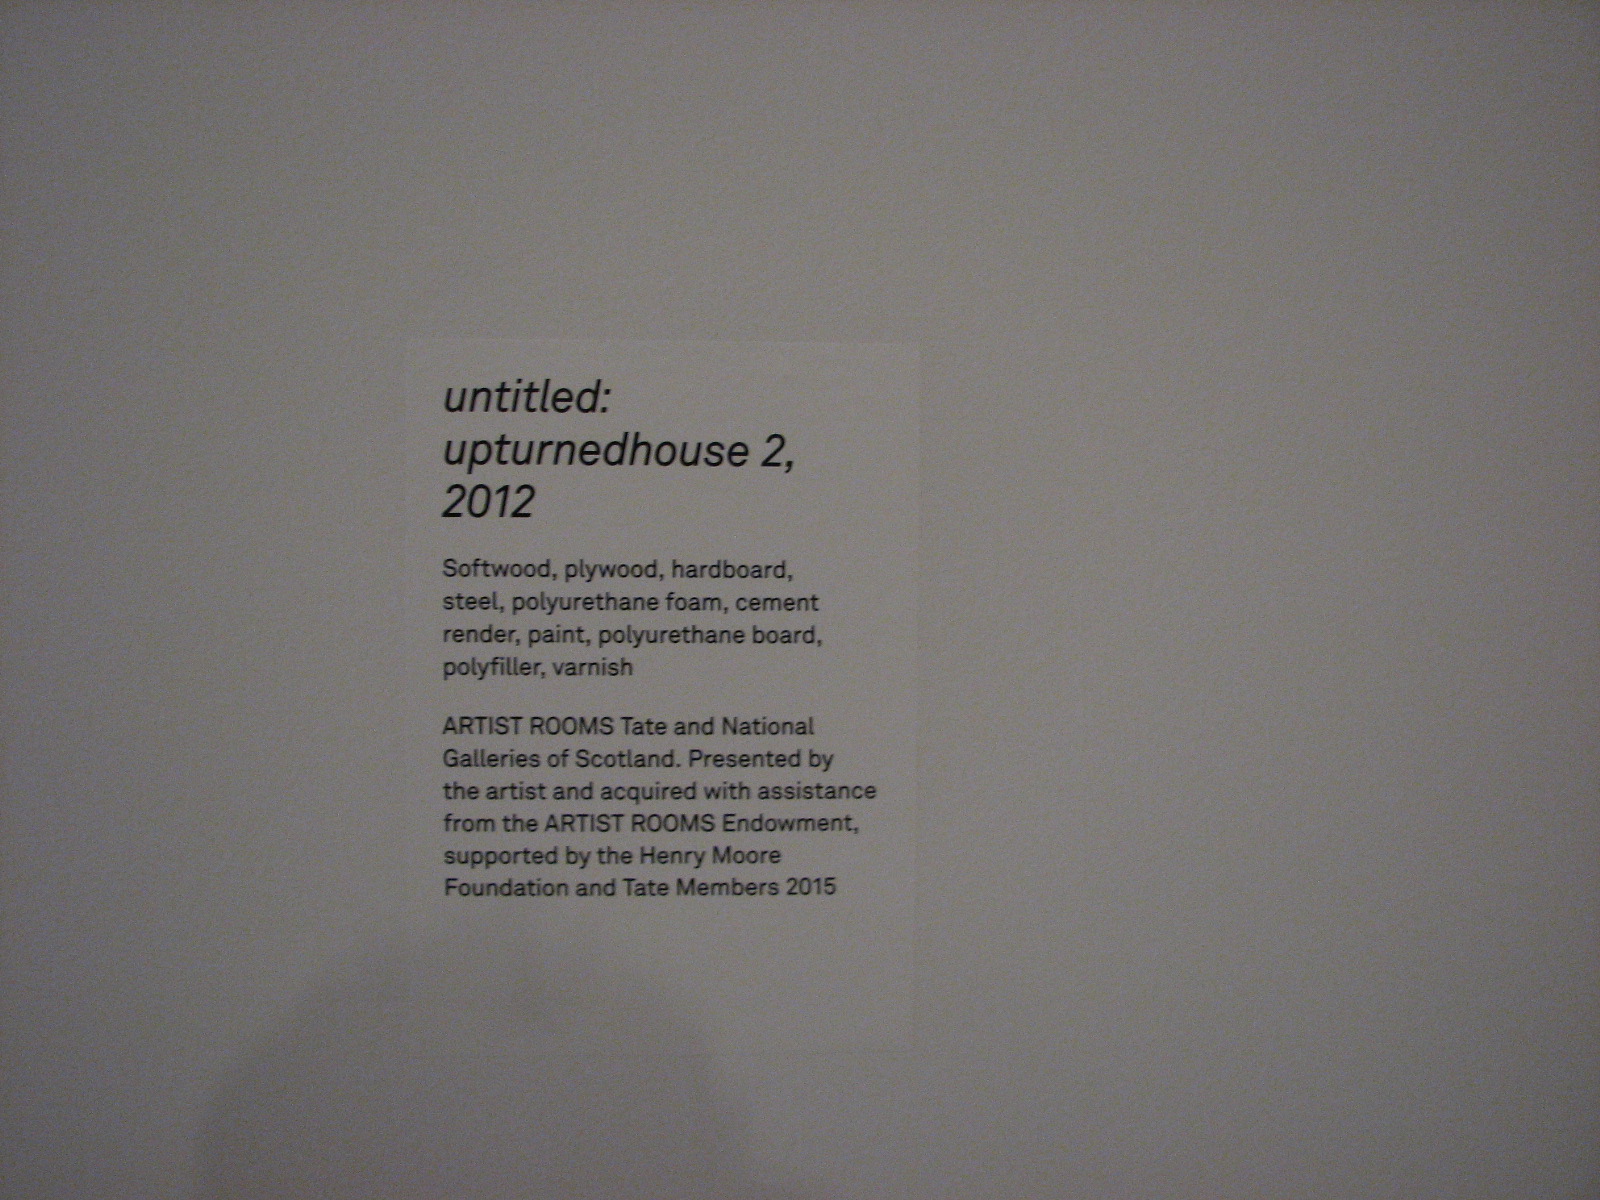 untitled:
upturnedhouse 2,
2012
Softwood, plywood, hardboard,
steel, polyurethane foam, cement
render, paint, polyurethane board,
polyfiller, varnish
ARTIST ROOMS Tate and National
Galleries of Scotland. Presented by
the artist and acquired with assistance
from the ARTIST ROOMS Endowment,
supported by the Henry Moore
Foundation and Tate Members 2015